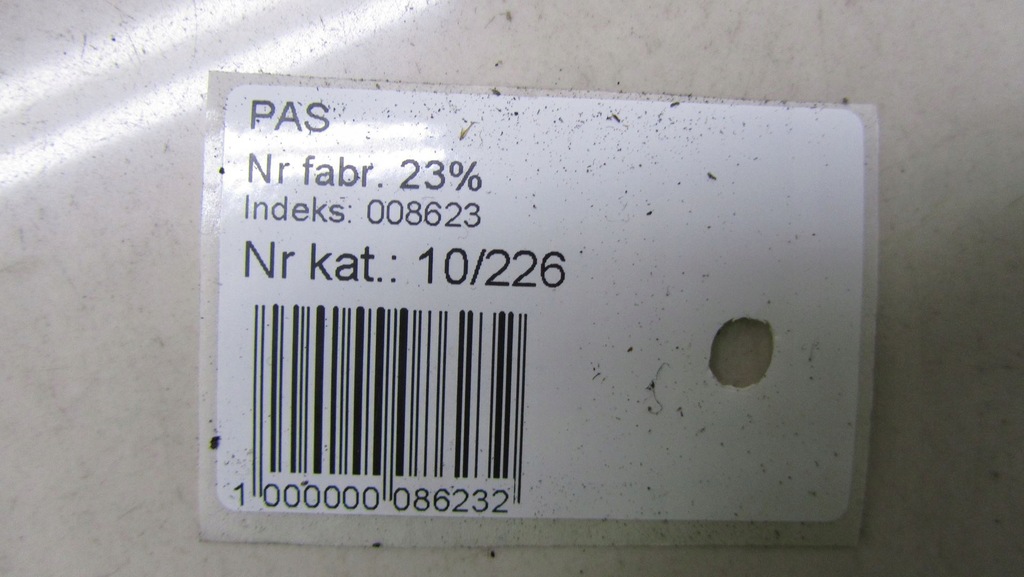 PAS
Nr fabr. 23%
Indeks: 008623
Nr kat.: 10/226
1 000000 086232